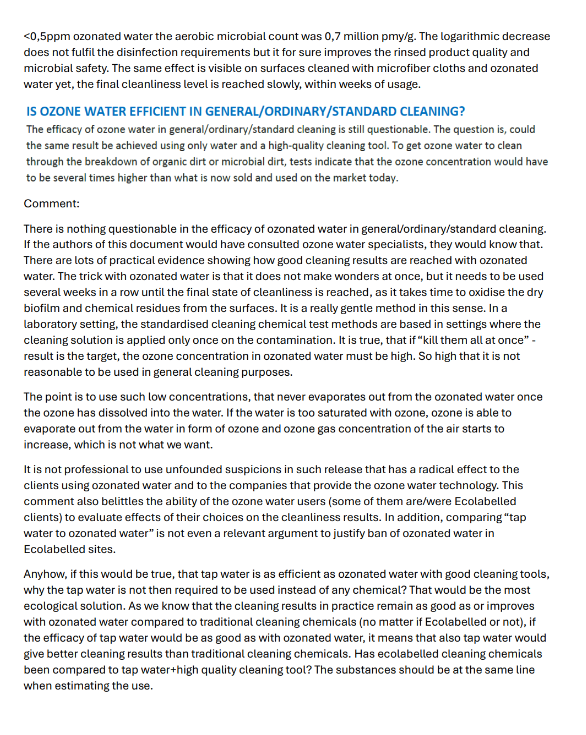 <0,5ppm ozonated water the aerobic microbial count was 0,7 million pmy/g. The logarithmic decrease
does not fulfil the disinfection requirements but it for sure improves the rinsed product quality and
microbial safety. The same effect is visible on surfaces cleaned with microfiber cloths and ozonated
water yet, the final cleanliness level is reached slowly, within weeks of usage.
IS OZONE WATER EFFICIENT IN GENERAL/ORDINARY/STANDARD CLEANING?
The efficacy of ozone water in general/ordinary/standard cleaning is still questionable. The question is, could
the same result be achieved using only water and a high-quality cleaning tool. To get ozone water to clean
through the breakdown of organic dirt or microbial dirt, tests indicate that the ozone concentration would have
to be several times higher than what is now sold and used on the market today.
Comment:
There is nothing questionable in the efficacy of ozonated water in general/ordinary/standard cleaning.
If the authors of this document would have consulted ozone water specialists, they would know that.
There are lots of practical evidence showing how good cleaning results are reached with ozonated
water. The trick with ozonated water is that it does not make wonders at once, but it needs to be used
several weeks in a row until the final state of cleanliness is reached, as it takes time to oxidise the dry
biofilm and chemical residues from the surfaces. It is a really gentle method in this sense. In a
laboratory setting, the standardised cleaning chemical test methods are based in settings where the
cleaning solution is applied only once on the contamination. It is true, that if “kill them all at once” -
result is the target, the ozone concentration in ozonated water must be high. So high that it is not
reasonable to be used in general cleaning purposes.
The point is to use such low concentrations, that never evaporates out from the ozonated water once
the ozone has dissolved into the water. If the water is too saturated with ozone, ozone is able to
evaporate out from the water in form of ozone and ozone gas concentration of the air starts to
increase, which is not what we want.
It is not professional to use unfounded suspicions in such release that has a radical effect to the
clients using ozonated water and to the companies that provide the ozone water technology. This
comment also belittles the ability of the ozone water users (some of them are/were Ecolabelled
clients) to evaluate effects of their choices on the cleanliness results. In addition, comparing “tap
water to ozonated water” is not even a relevant argument to justify ban of ozonated water in
Ecolabelled sites.
Anyhow, if this would be true, that tap water is as efficient as ozonated water with good cleaning tools,
why the tap water is not then required to be used instead of any chemical? That would be the most
ecological solution. As we know that the cleaning results in practice remain as good as or improves
with ozonated water compared to traditional cleaning chemicals (no matter if Ecolabelled or not), if
the efficacy of tap water would be as good as with ozonated water, it means that also tap water would
give better cleaning results than traditional cleaning chemicals. Has ecolabelled cleaning chemicals
been compared to tap water+high quality cleaning tool? The substances should be at the same line
when estimating the use.